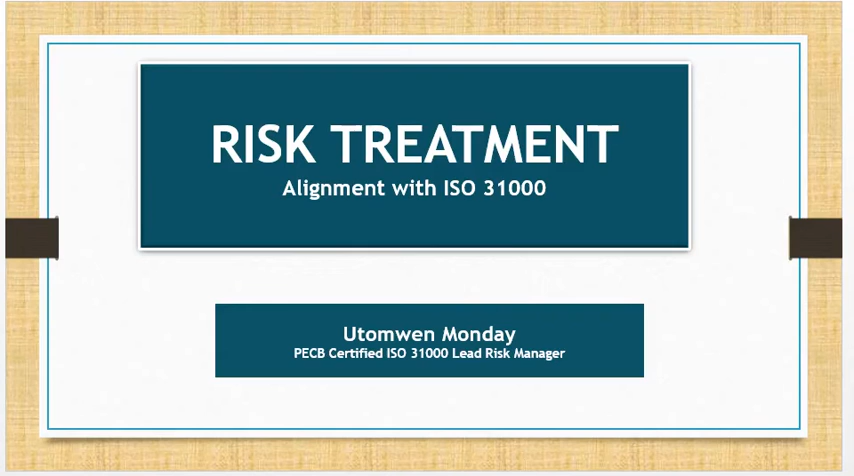 RISK TREATMENT
Alignment with ISO 31000
Utomwen Monday
PECB Certified ISO 31000 Lead Risk Manager